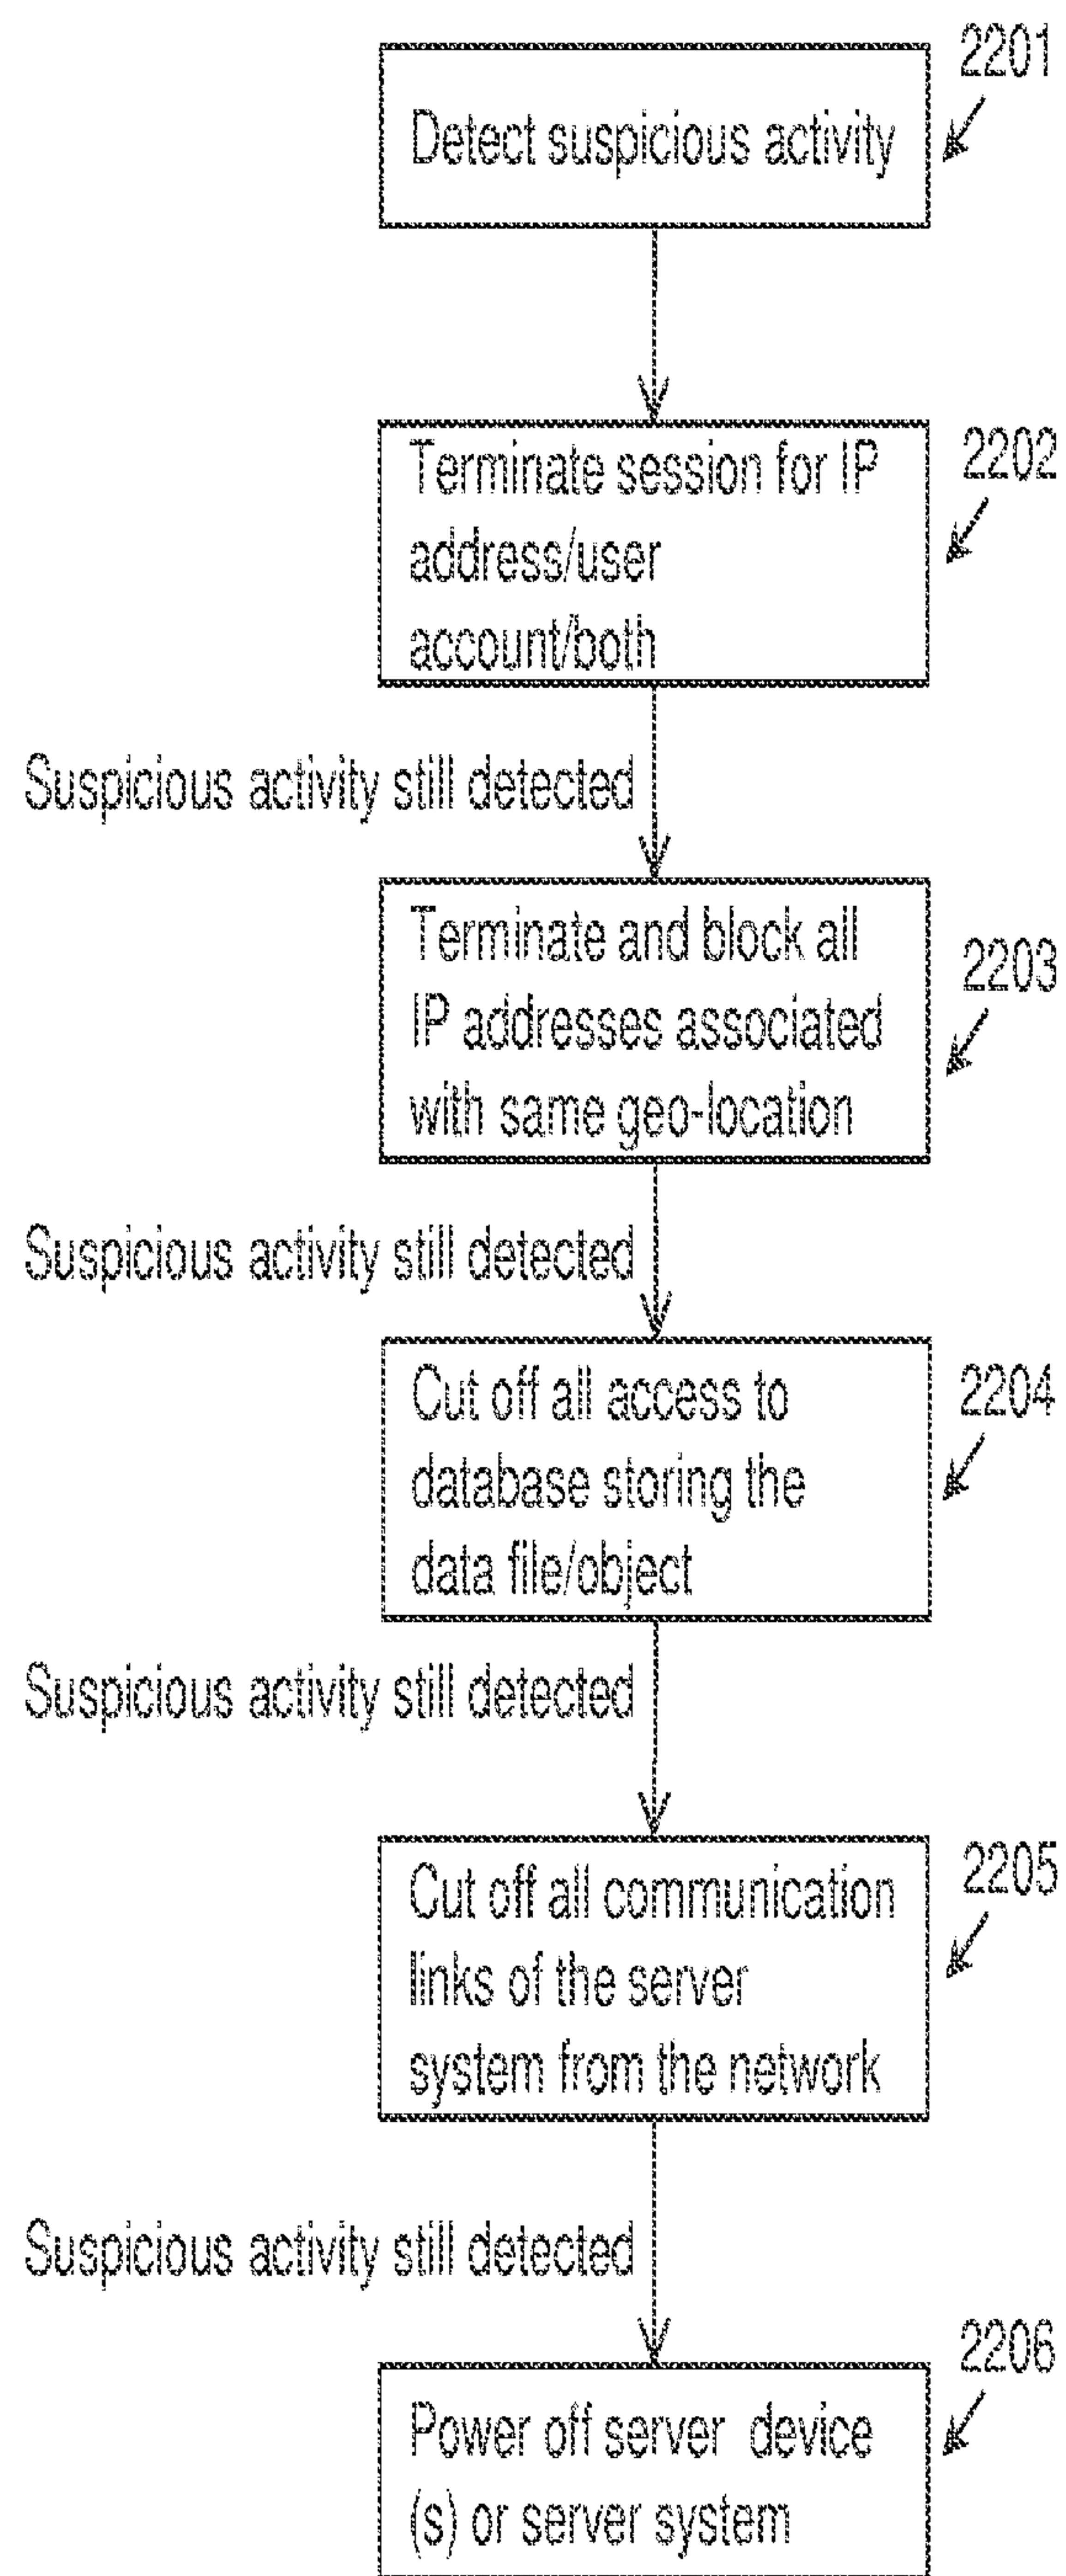 2201
Detect suspicious activity
2202
Terminate session for IP
address/user
account/both
Suspicious activity still detected
2203
Terminate and block all
IP addresses associated
with same geo-location
Suspicious activity still detected
2204
Cut off all access to
database storing the
data file/object
Suspicious activity still detected
2205
Cut off all communication
links of the server
system from the network
Suspicious activity still detected
2206
Power off server device
(s) or server system